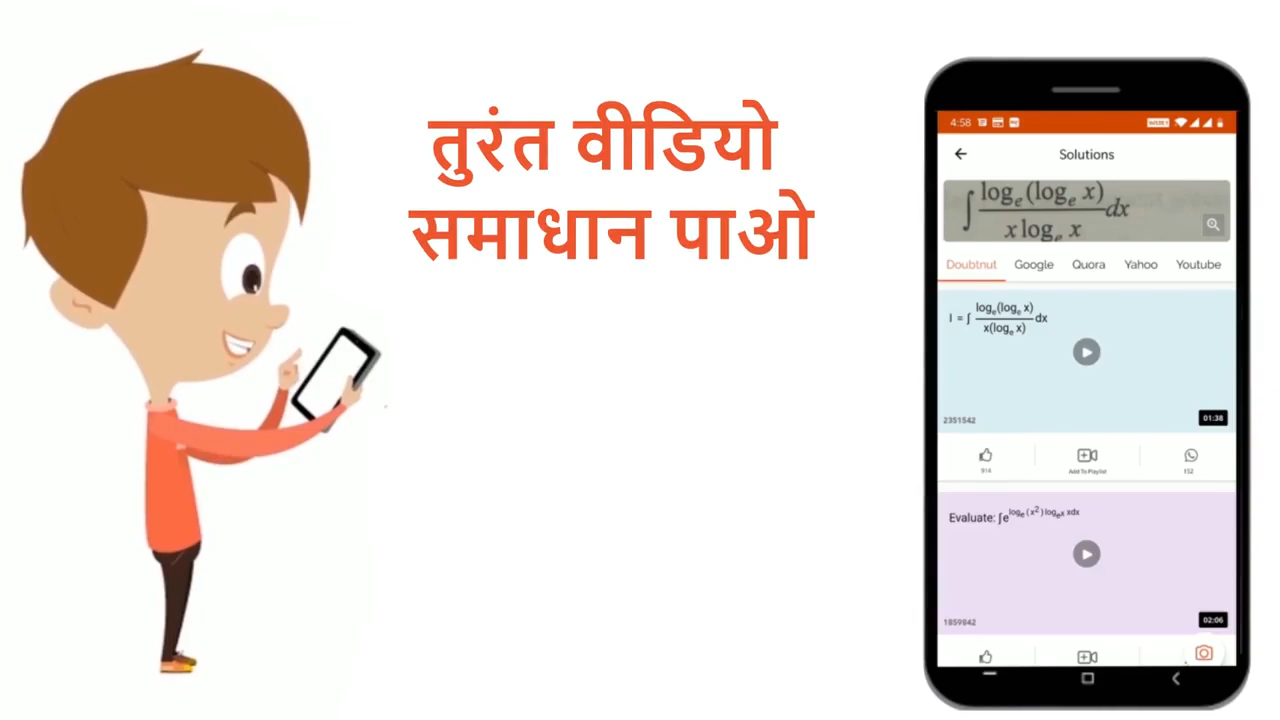 तुरंत वीडियो
समाधान पाओ
4:58
Solutions
∫ logₑ(logₑ x) / x logₑ x dx
Doubtnut Google Quora Yahoo Youtube
I = ∫ logₑ(logₑ x) / x(logₑ x) dx
2351542 01:38
914 Add To Playlist 152
Evaluate: ∫e^logₑ(x²) logₑx xdx
1859842 02:06